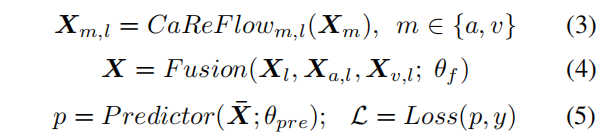 X_{m,l} = CaReFlow_{m,l}(X_m), m ∈ {a, v} (3)
X = Fusion(X_l, X_{a,l}, X_{v,l}; θ_f) (4)
p = Predictor(X̄; θ_{pre}); ℒ = Loss(p, y) (5)